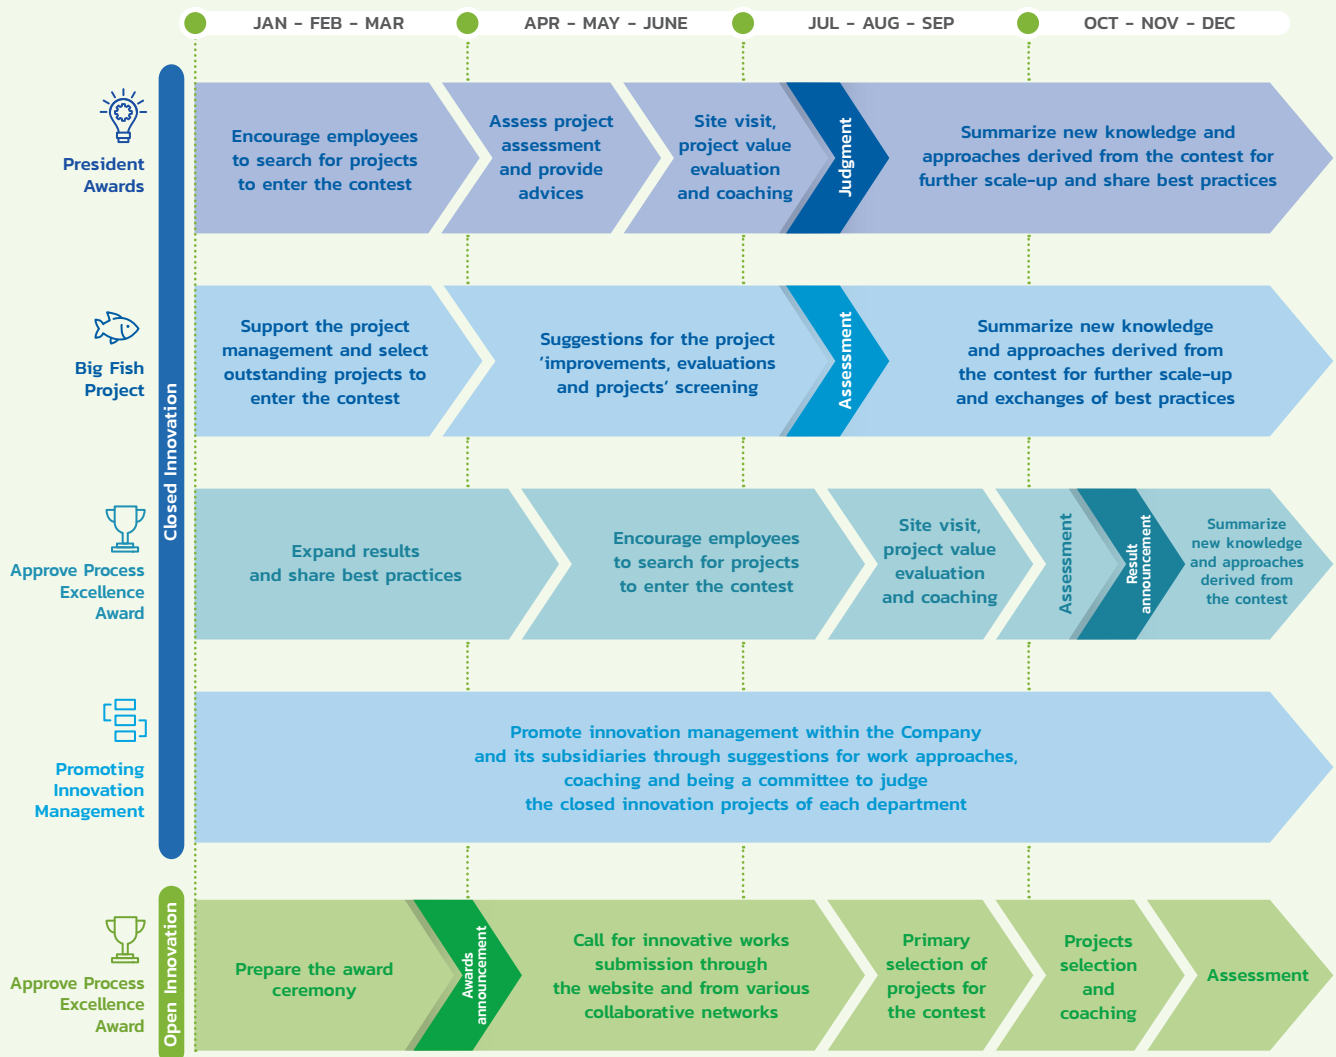 JAN - FEB - MAR
APR - MAY - JUNE
JUL - AUG - SEP
OCT - NOV - DEC
Closed Innovation
President
Awards
Encourage employees
to search for projects
to enter the contest
Assess project
assessment
and provide
advices
Site visit,
project value
evaluation
and coaching
Judgment
Summarize new knowledge and
approaches derived from the contest for
further scale-up and share best practices
Big Fish
Project
Support the project
management and select
outstanding projects to
enter the contest
Suggestions for the project
'improvements, evaluations
and projects' screening
Assessment
Summarize new knowledge
and approaches derived from
the contest for further scale-up
and exchanges of best practices
Approve Process
Excellence
Award
Expand results
and share best practices
Encourage employees
to search for projects
to enter the contest
Site visit,
project value
evaluation
and coaching
Assessment
Result
announcement
Summarize
new knowledge
and approaches
derived from
the contest
Promoting
Innovation
Management
Promote innovation management within the Company
and its subsidiaries through suggestions for work approaches,
coaching and being a committee to judge
the closed innovation projects of each department
Open Innovation
Approve Process
Excellence
Award
Prepare the award
ceremony
Awards
announcement
Call for innovative works
submission through
the website and from various
collaborative networks
Primary
selection of
projects for
the contest
Projects
selection
and
coaching
Assessment